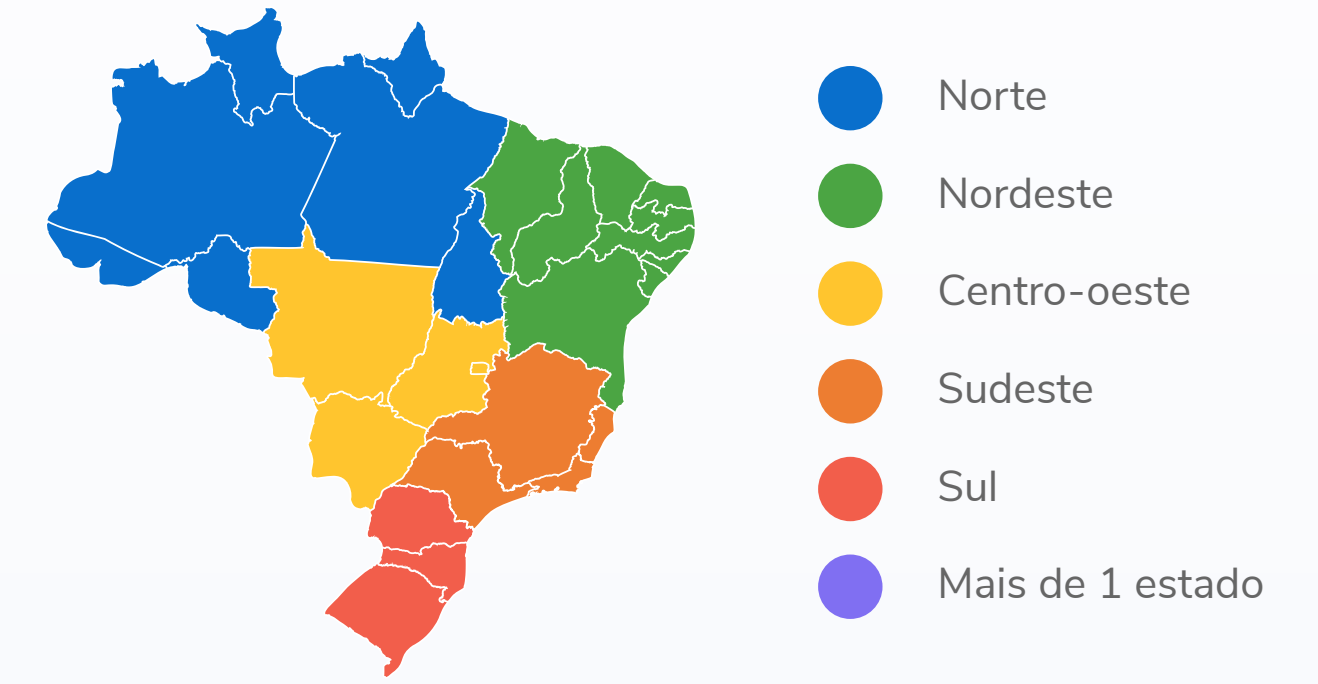 Norte
Nordeste
Centro-oeste
Sudeste
Sul
Mais de 1 estado